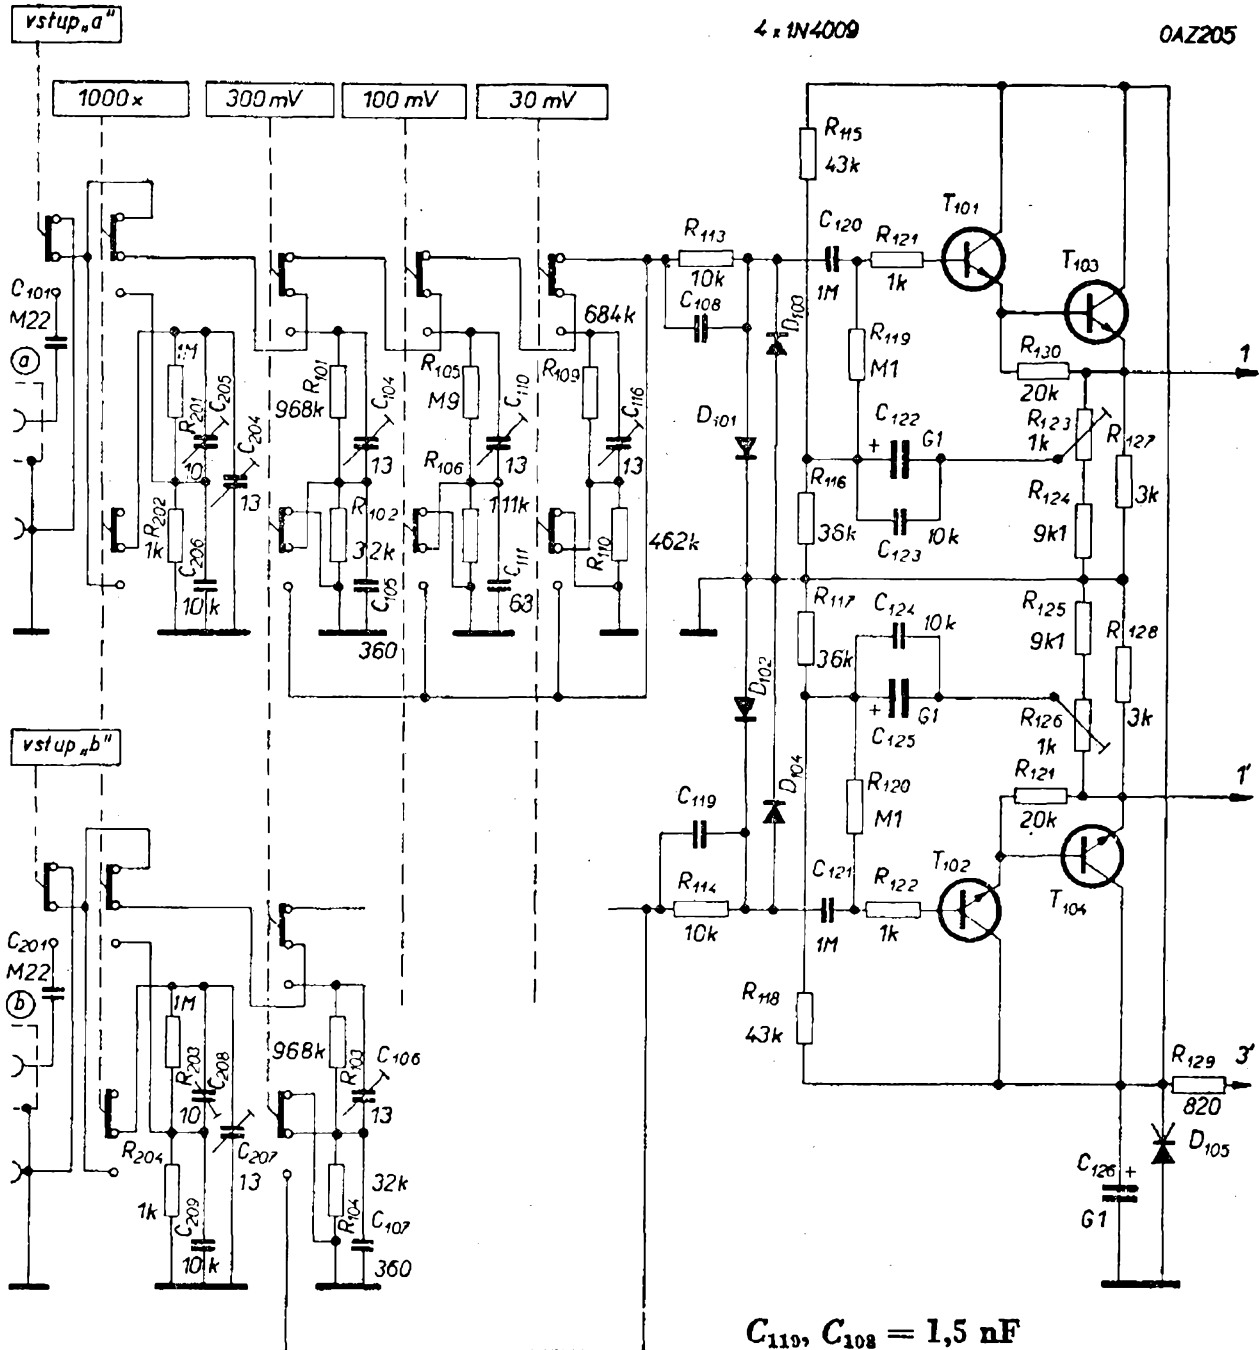 vstup„a"
4 x 1N4009
OAZ205
1000 x
300 mV
100 mV
30 mV
R115
43k
T101
C120
R121
1M
1k
R113
10k
C108
D103
T103
C101
M22
a
1M
R201
C205
10
C204
13
R202
1k
C206
10k
R101
968k
C104
13
R102
32k
C105
360
R105
M9
C110
13
R106
111k
C111
63
684k
R109
C116
13
R110
462k
R119
M1
R130
20k
1
D101
C122
+
G1
R123
1k
R127
3k
R116
36k
C123
10k
R124
9k1
R117
36k
C124
10k
R125
9k1
R128
3k
D102
+
G1
C125
R126
1k
vstup„b"
D104
C119
R120
M1
R121
20k
1'
T102
T104
C121
R122
1M
1k
R114
10k
C201
M22
b
1M
R203
C208
10
C207
13
R204
1k
C209
10k
968k
R103
C106
13
32k
R104
C107
360
R118
43k
R129
820
3'
D105
C126
+
G1
C119, C108 = 1,5 nF